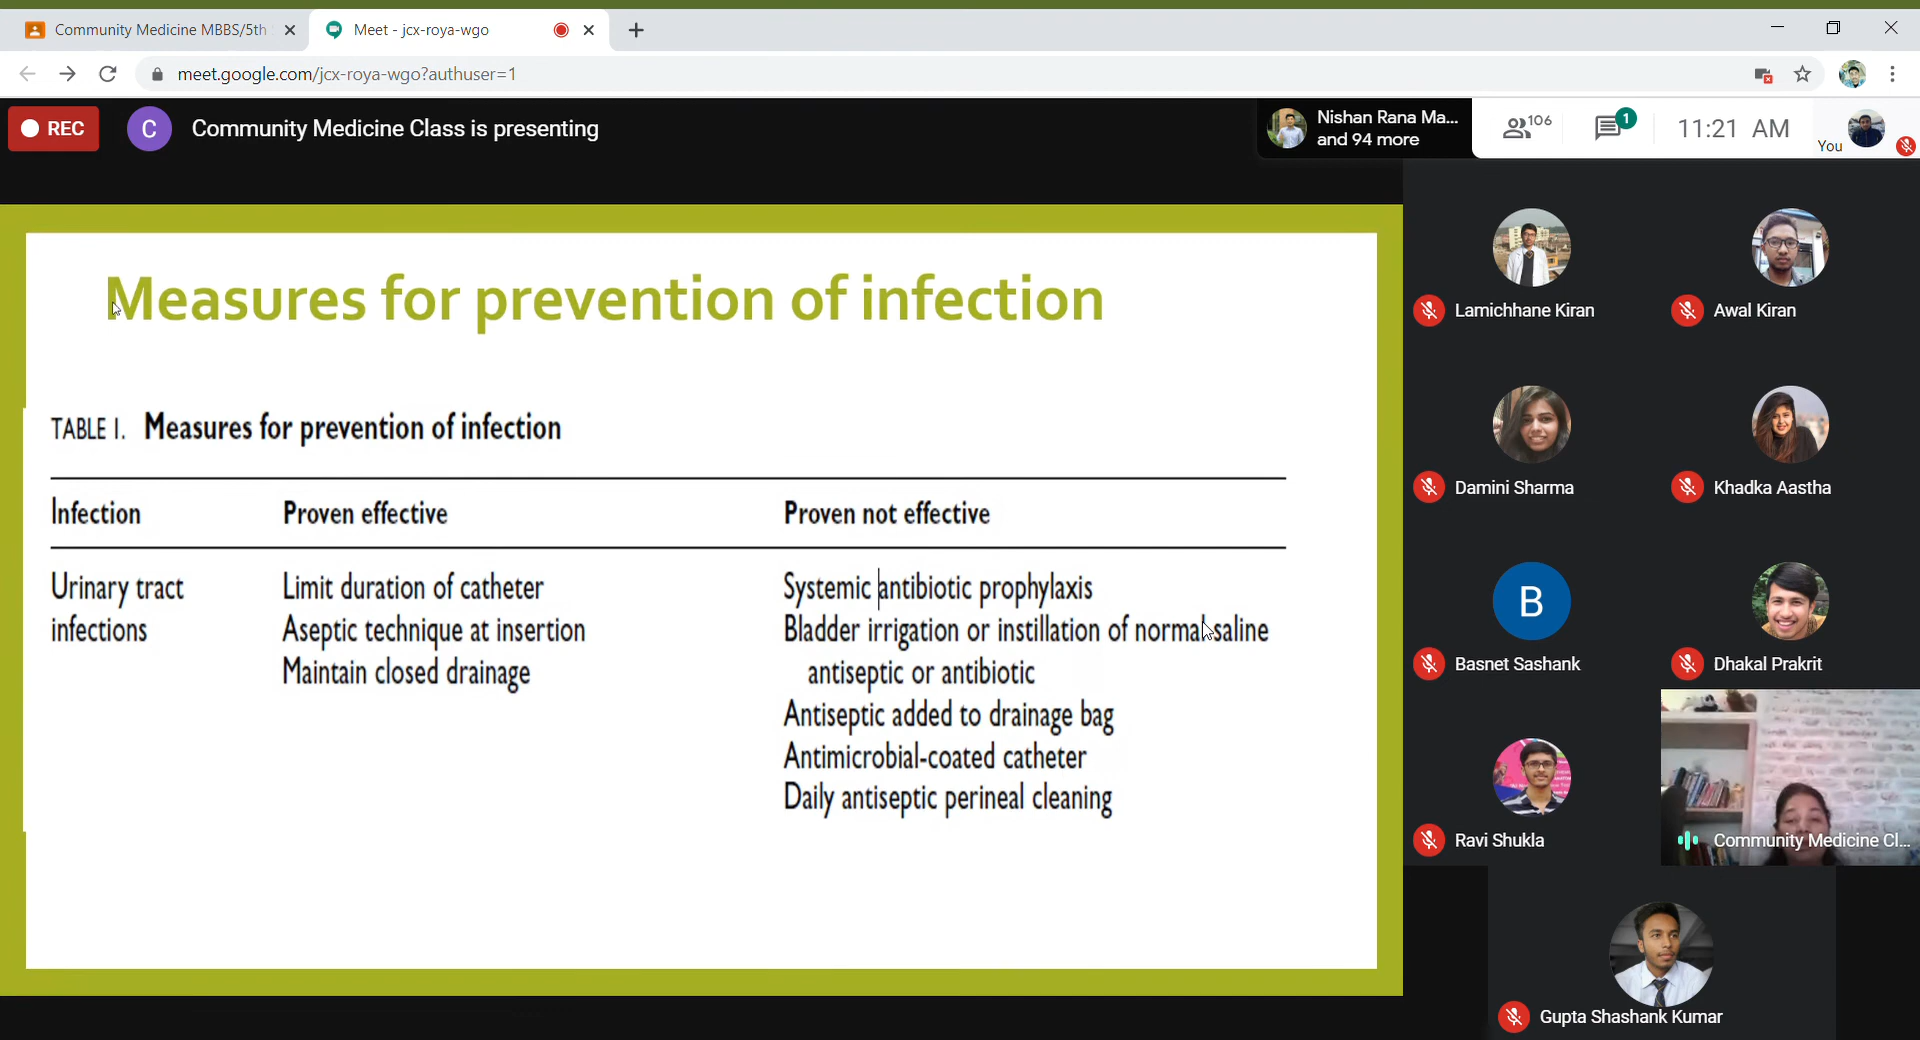 Community Medicine MBBS/5th
Meet - jcx-roya-wgo
meet.google.com/jcx-roya-wgo?authuser=1
REC
C
Community Medicine Class is presenting
Nishan Rana Ma...
and 94 more
106
1
11:21 AM
You
Measures for prevention of infection
TABLE I. Measures for prevention of infection
Infection Proven effective Proven not effective
Urinary tract infections
Limit duration of catheter
Aseptic technique at insertion
Maintain closed drainage
Systemic antibiotic prophylaxis
Bladder irrigation or instillation of normal saline
antiseptic or antibiotic
Antiseptic added to drainage bag
Antimicrobial-coated catheter
Daily antiseptic perineal cleaning
Lamichhane Kiran
Awal Kiran
Damini Sharma
Khadka Aastha
B
Basnet Sashank
Dhakal Prakrit
Ravi Shukla
Community Medicine Cl...
Gupta Shashank Kumar